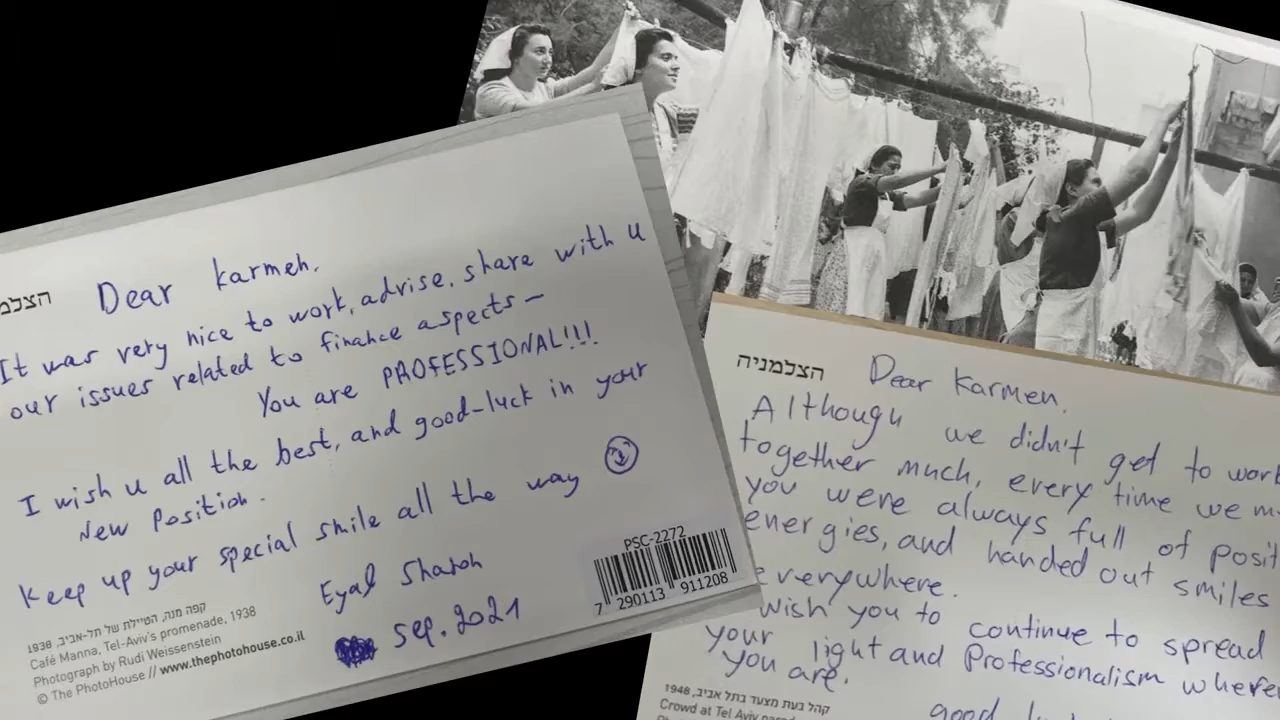 Dear Karmen,
It was very nice to work, advise, share with u
our issues related to finance aspects –
You are PROFESSIONAL!!!
I wish u all the best, and good-luck in your
New Position.
Keep up your special smile all the way
Eyal Sharon
Sep. 2021
PSC-2272
7 290113 911208
קפה מנה, הטיילת של תל-אביב, 1938
Café Manna, Tel-Aviv's promenade, 1938
Photograph by Rudi Weissenstein
© The PhotoHouse // www.thephotohouse.co.il
הצלמניה
Dear Karmen,
Although we didn't get to work
together much, every time we
you were always full of
energies, and handed out smiles
everywhere.
wish you to continue to spread
your light and Professionalism
you are.
קהל בעת מצעד בתל אביב, 1948
Crowd at Tel Aviv
good